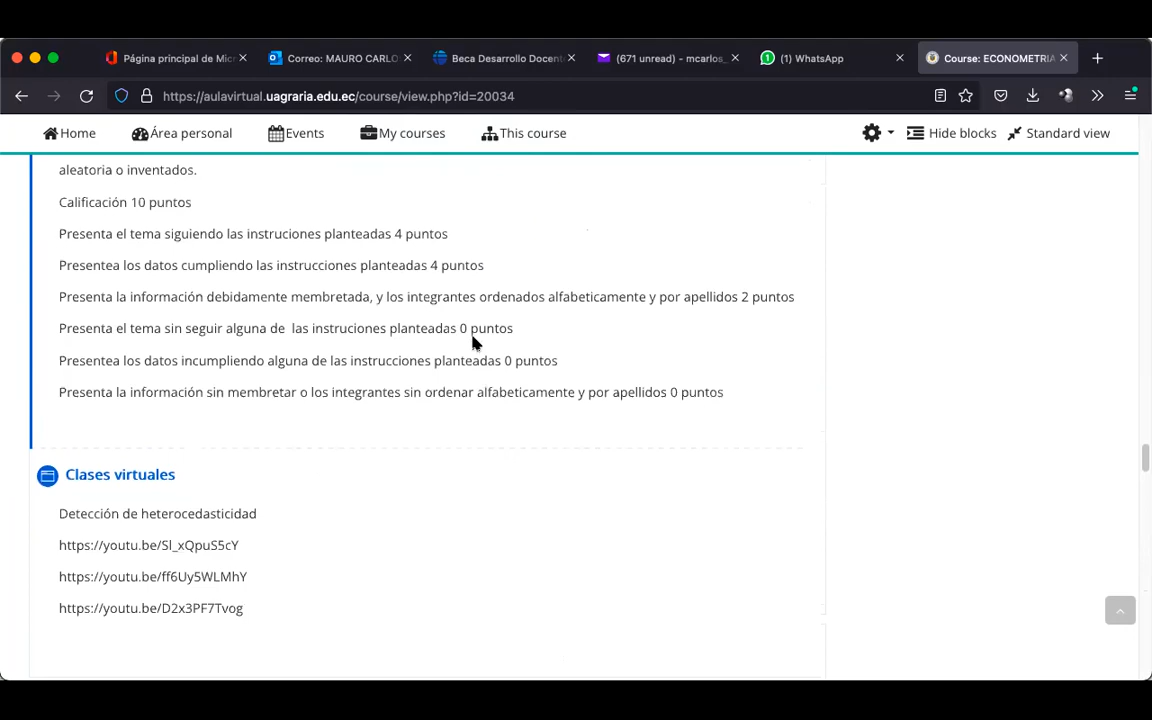 Página principal de Micr
Correo: MAURO CARLO
Beca Desarrollo Docent
(671 unread) - mcarlos_
(1) WhatsApp
Course: ECONOMETRIA
https://aulavirtual.uagraria.edu.ec/course/view.php?id=20034
Home
Área personal
Events
My courses
This course
Hide blocks
Standard view
aleatoria o inventados.
Calificación 10 puntos
Presenta el tema siguiendo las instruciones planteadas 4 puntos
Presentea los datos cumpliendo las instrucciones planteadas 4 puntos
Presenta la información debidamente membretada, y los integrantes ordenados alfabeticamente y por apellidos 2 puntos
Presenta el tema sin seguir alguna de  las instruciones planteadas 0 puntos
Presentea los datos incumpliendo alguna de las instrucciones planteadas 0 puntos
Presenta la información sin membretar o los integrantes sin ordenar alfabeticamente y por apellidos 0 puntos
Clases virtuales
Detección de heterocedasticidad
https://youtu.be/Sl_xQpuS5cY
https://youtu.be/ff6Uy5WLMhY
https://youtu.be/D2x3PF7Tvog